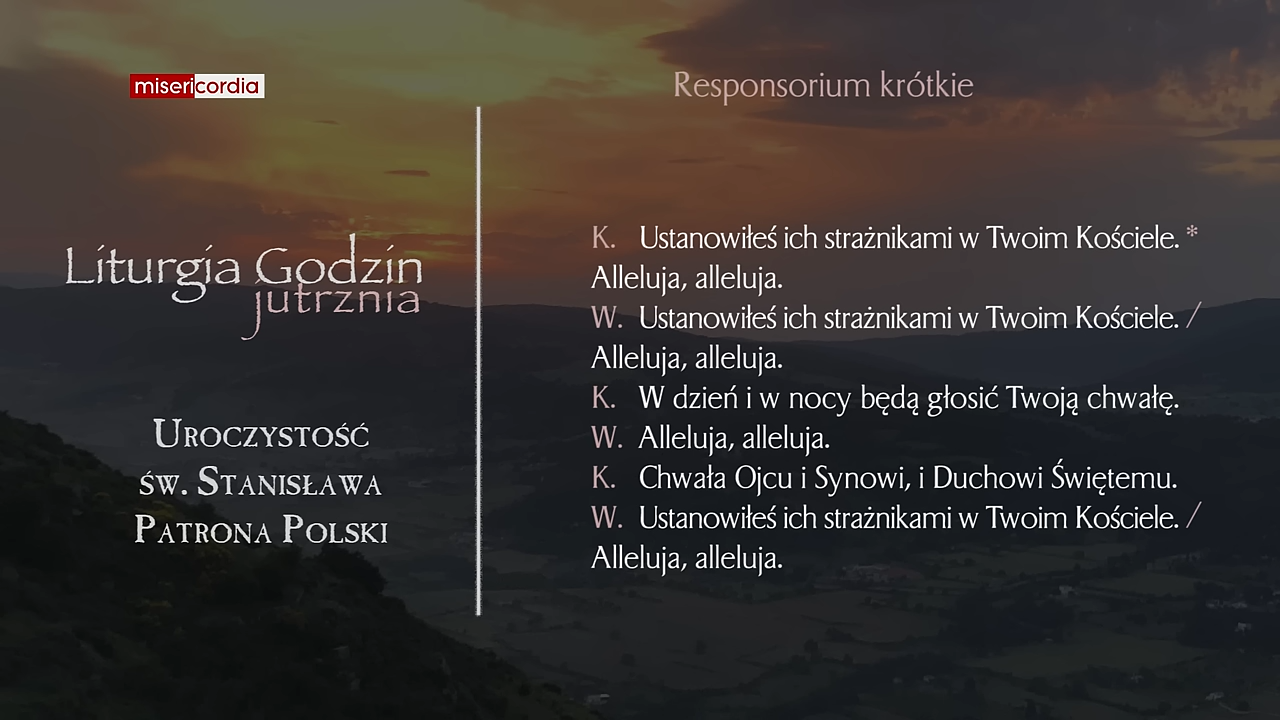 misericordia
Liturgia Godzin
jutrznia
Uroczystość
św. Stanisława
Patrona Polski
Responsorium krótkie
K. Ustanowiłeś ich strażnikami w Twoim Kościele. *
Alleluja, alleluja.
W. Ustanowiłeś ich strażnikami w Twoim Kościele. /
Alleluja, alleluja.
K. W dzień i w nocy będą głosić Twoją chwałę.
W. Alleluja, alleluja.
K. Chwała Ojcu i Synowi, i Duchowi Świętemu.
W. Ustanowiłeś ich strażnikami w Twoim Kościele. /
Alleluja, alleluja.